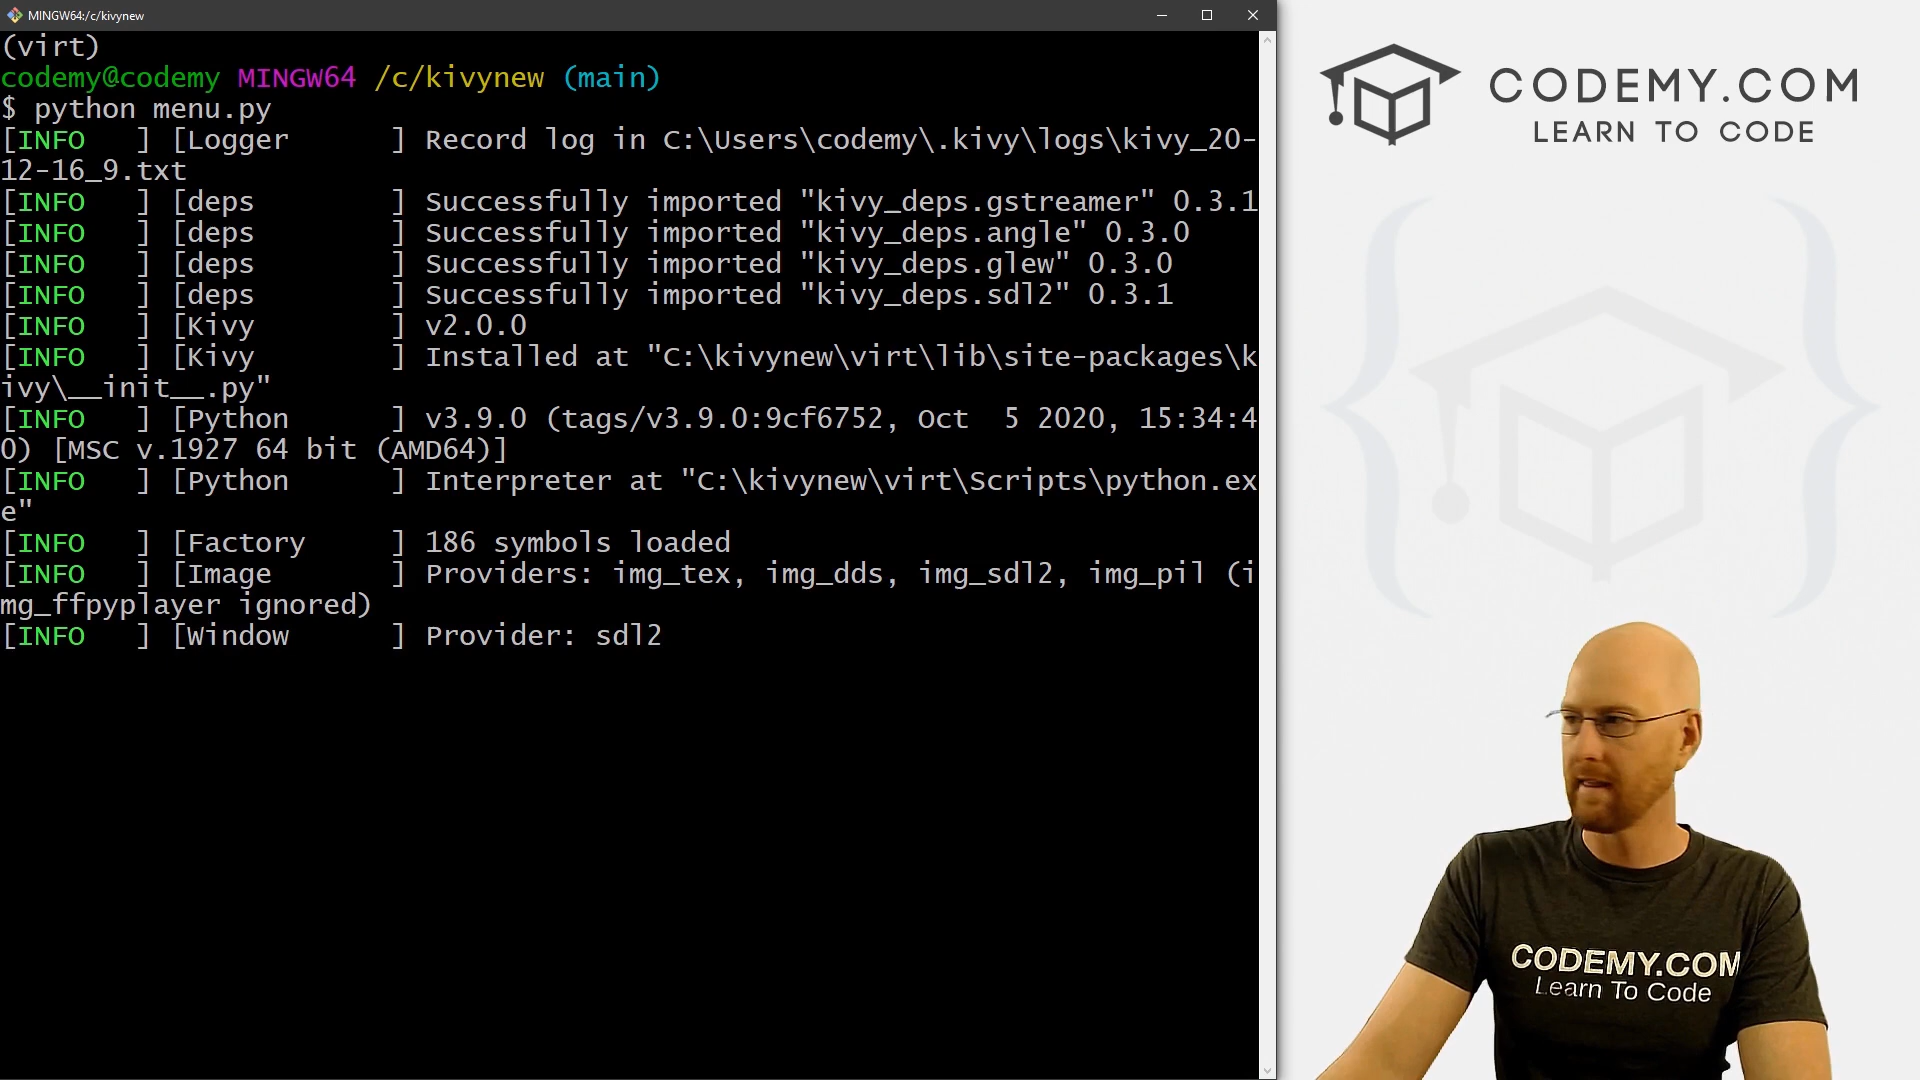 MINGW64:/c/kivynew
(virt)
codemy@codemy MINGW64 /c/kivynew (main)
$ python menu.py
[INFO   ] [Logger      ] Record log in C:\Users\codemy\.kivy\logs\kivy_20-
12-16_9.txt
[INFO   ] [deps        ] Successfully imported "kivy_deps.gstreamer" 0.3.1
[INFO   ] [deps        ] Successfully imported "kivy_deps.angle" 0.3.0
[INFO   ] [deps        ] Successfully imported "kivy_deps.glew" 0.3.0
[INFO   ] [deps        ] Successfully imported "kivy_deps.sdl2" 0.3.1
[INFO   ] [Kivy        ] v2.0.0
[INFO   ] [Kivy        ] Installed at "C:\kivynew\virt\lib\site-packages\k
ivy\__init__.py"
[INFO   ] [Python      ] v3.9.0 (tags/v3.9.0:9cf6752, Oct  5 2020, 15:34:4
0) [MSC v.1927 64 bit (AMD64)]
[INFO   ] [Python      ] Interpreter at "C:\kivynew\virt\Scripts\python.ex
e"
[INFO   ] [Factory     ] 186 symbols loaded
[INFO   ] [Image       ] Providers: img_tex, img_dds, img_sdl2, img_pil (i
mg_ffpyplayer ignored)
[INFO   ] [Window      ] Provider: sdl2
CODEMY.COM
LEARN TO CODE
CODEMY.COM
Learn To Code